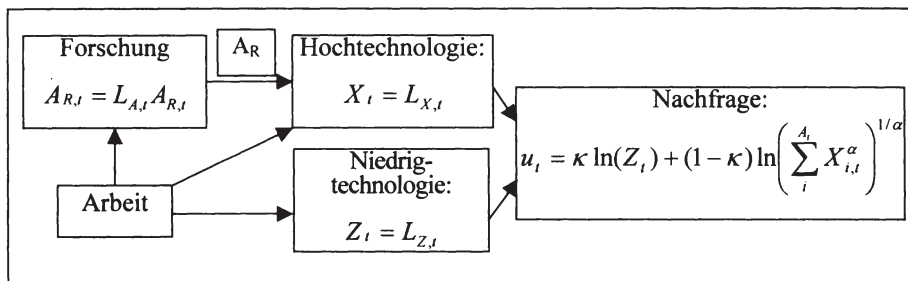 Forschung
Ȧ_{R,t} = L_{A,t} A_{R,t}
A_R
Hochtechnologie:
X_t = L_{X,t}
Nachfrage:
u_t = κ ln(Z_t) + (1 − κ) ln(∑_i^{A_t} X_{i,t}^α)^{1/α}
Niedrig-
technologie:
Z_t = L_{Z,t}
Arbeit